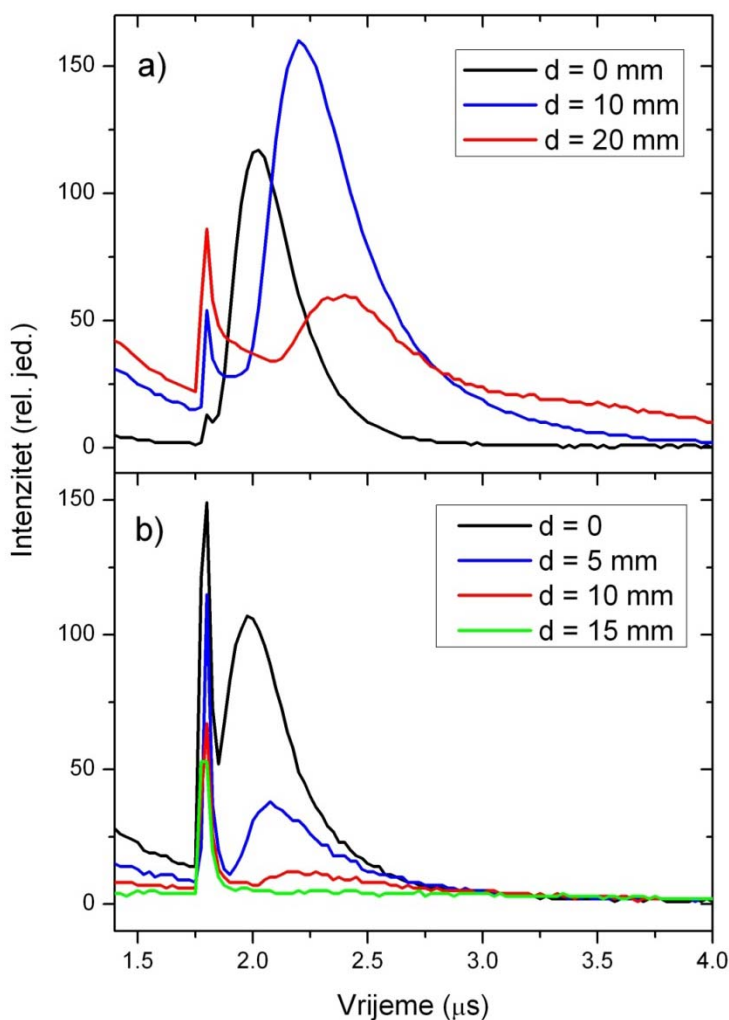 a)
d = 0 mm
d = 10 mm
d = 20 mm
150
100
50
0
b)
d = 0
d = 5 mm
d = 10 mm
d = 15 mm
150
100
50
0
Intenzitet (rel. jed.)
1.5 2.0 2.5 3.0 3.5 4.0
Vrijeme (μs)